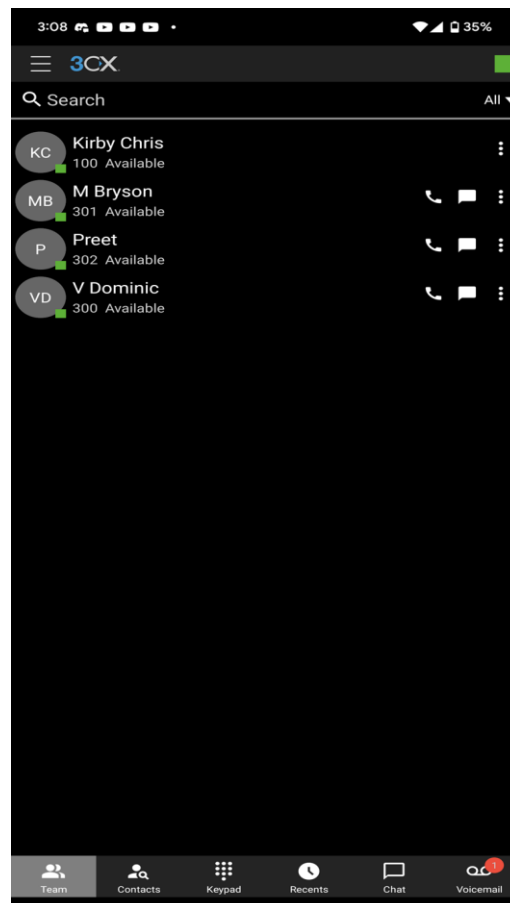 3:08 35%
3CX
Search All
KC Kirby Chris
100 Available
MB M Bryson
301 Available
P Preet
302 Available
VD V Dominic
300 Available
1
Team Contacts Keypad Recents Chat Voicemail